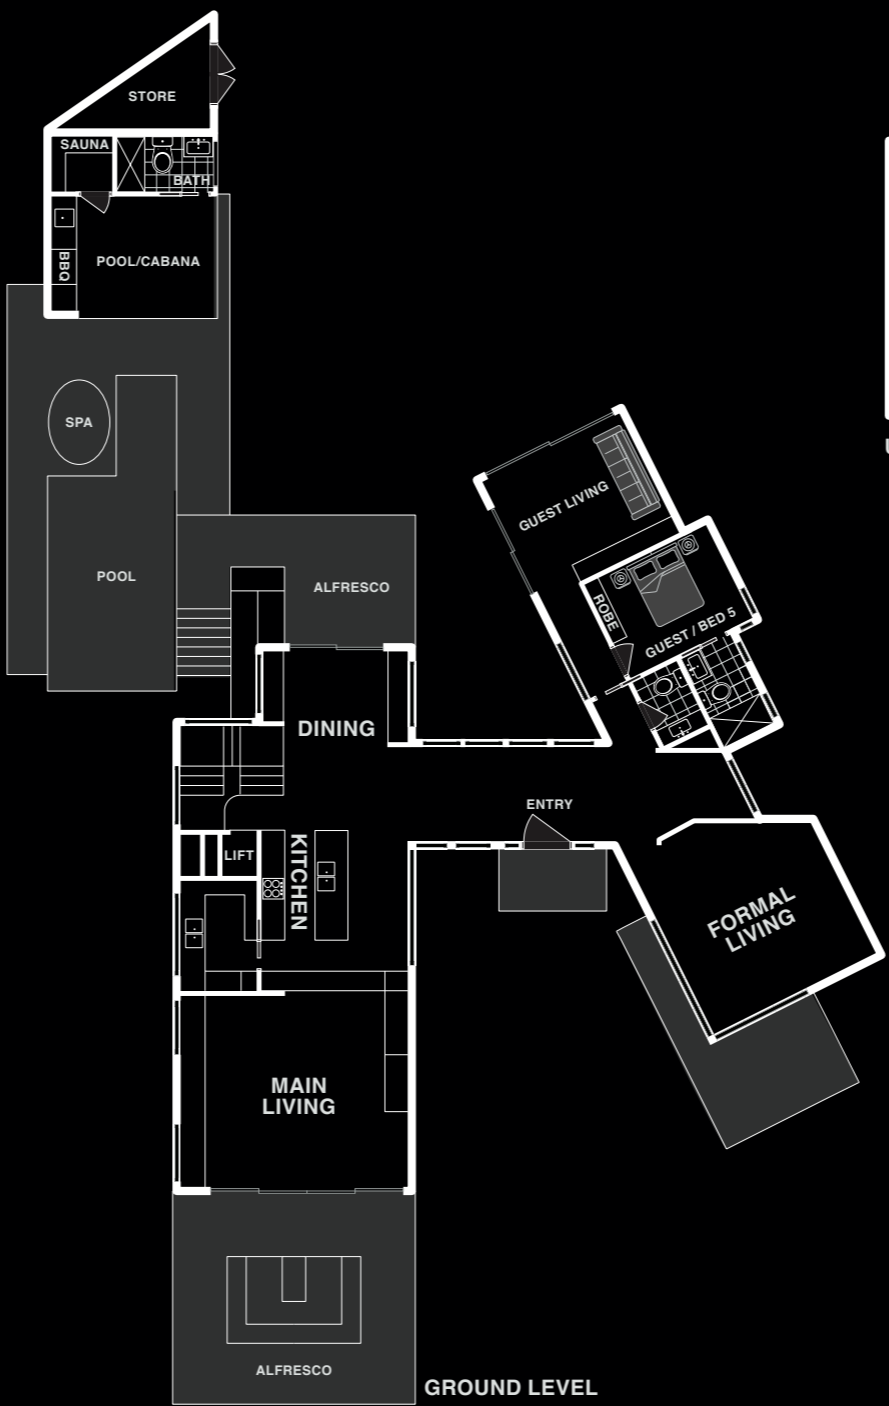 STORE
SAUNA
BATH
BBQ
POOL/CABANA
SPA
POOL
ALFRESCO
GUEST LIVING
ROBE
GUEST / BED 5
DINING
ENTRY
LIFT
KITCHEN
FORMAL
LIVING
MAIN
LIVING
ALFRESCO
GROUND LEVEL